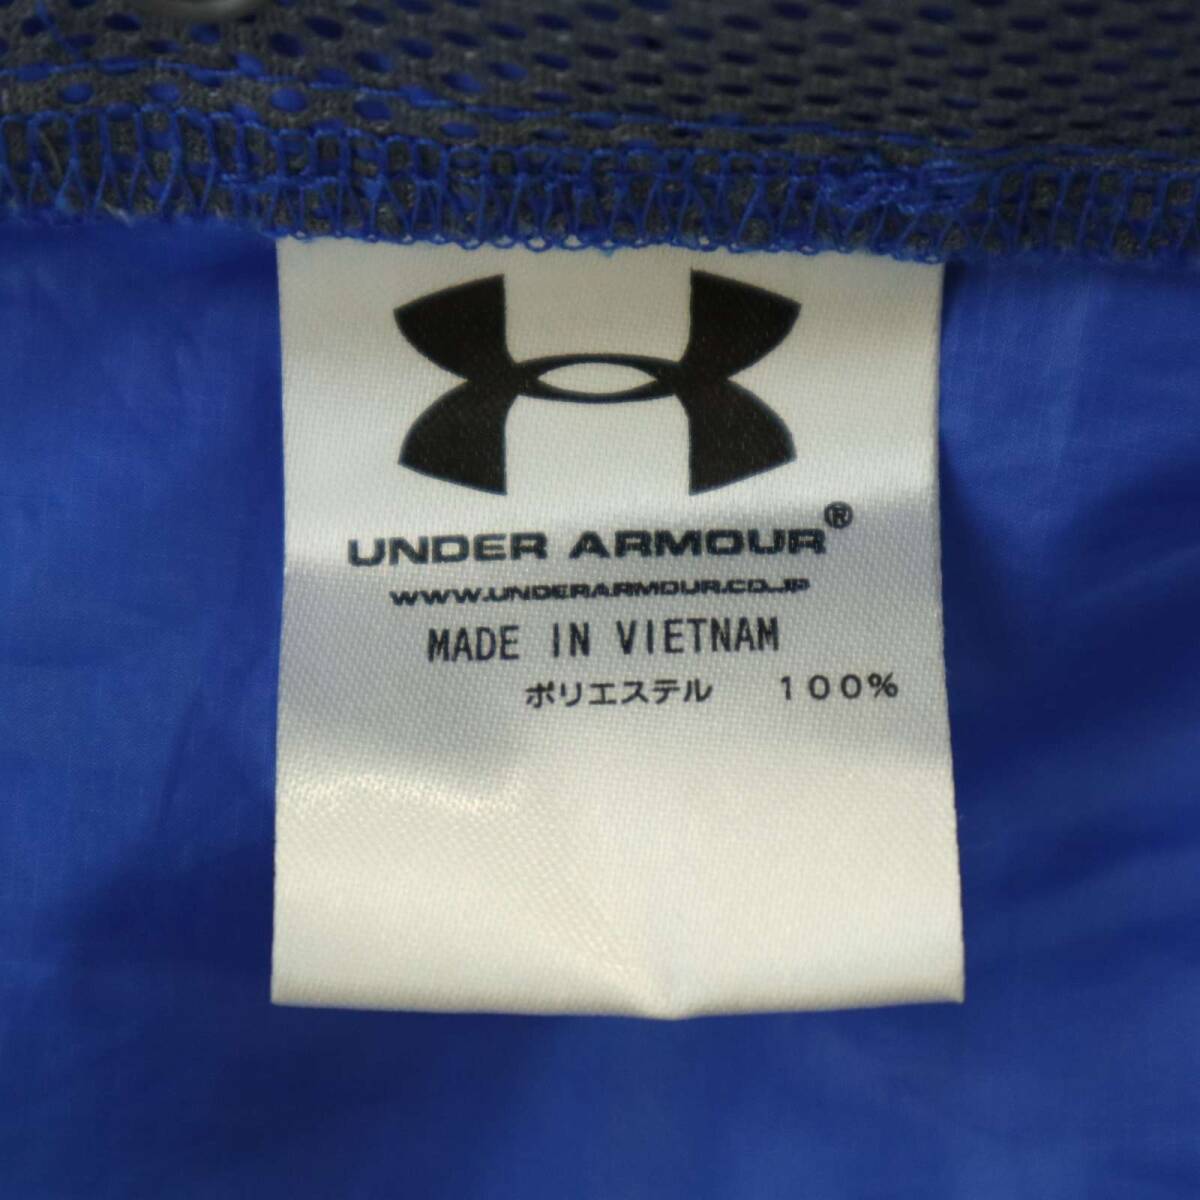 UNDER ARMOUR®
WWW.UNDERARMOUR.CO.JP
MADE IN VIETNAM
ポリエステル 100%